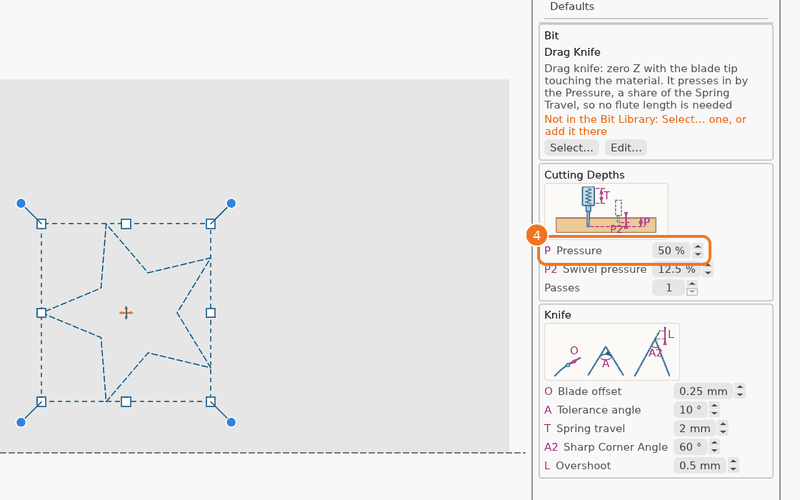 Defaults
Bit
Drag Knife
Drag knife: zero Z with the blade tip
touching the material. It presses in by
the Pressure, a share of the Spring
Travel, so no flute length is needed
Not in the Bit Library: Select... one, or
add it there
Select... Edit...
Cutting Depths
T
P
P2
4
P Pressure 50 %
P2 Swivel pressure 12.5 %
Passes 1
Knife
O A A2 L
O Blade offset 0.25 mm
A Tolerance angle 10 °
T Spring travel 2 mm
A2 Sharp Corner Angle 60 °
L Overshoot 0.5 mm